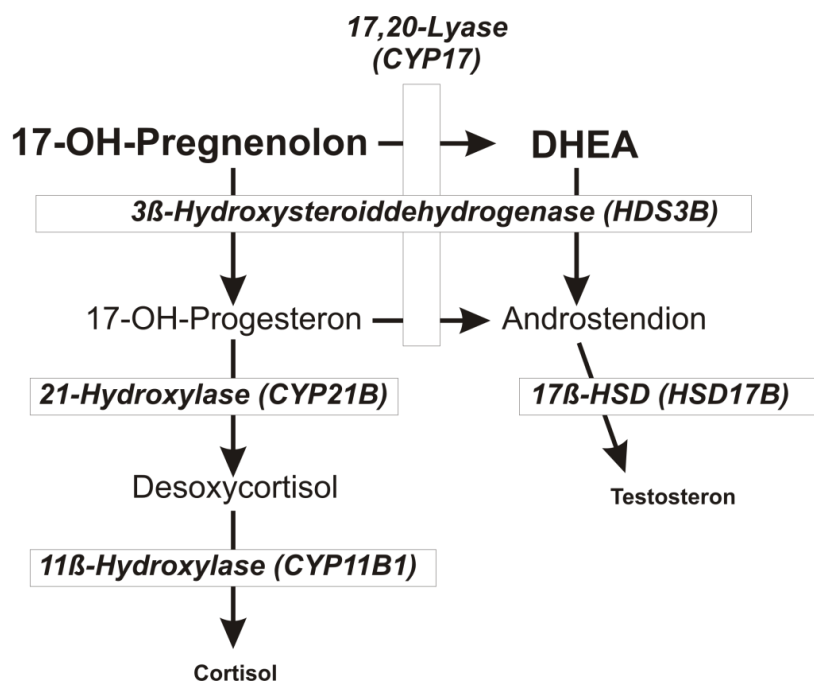 17,20-Lyase
(CYP17)
17-OH-Pregnenolon
DHEA
3ß-Hydroxysteroiddehydrogenase (HDS3B)
17-OH-Progesteron
Androstendion
21-Hydroxylase (CYP21B)
17ß-HSD (HSD17B)
Desoxycortisol
Testosteron
11ß-Hydroxylase (CYP11B1)
Cortisol